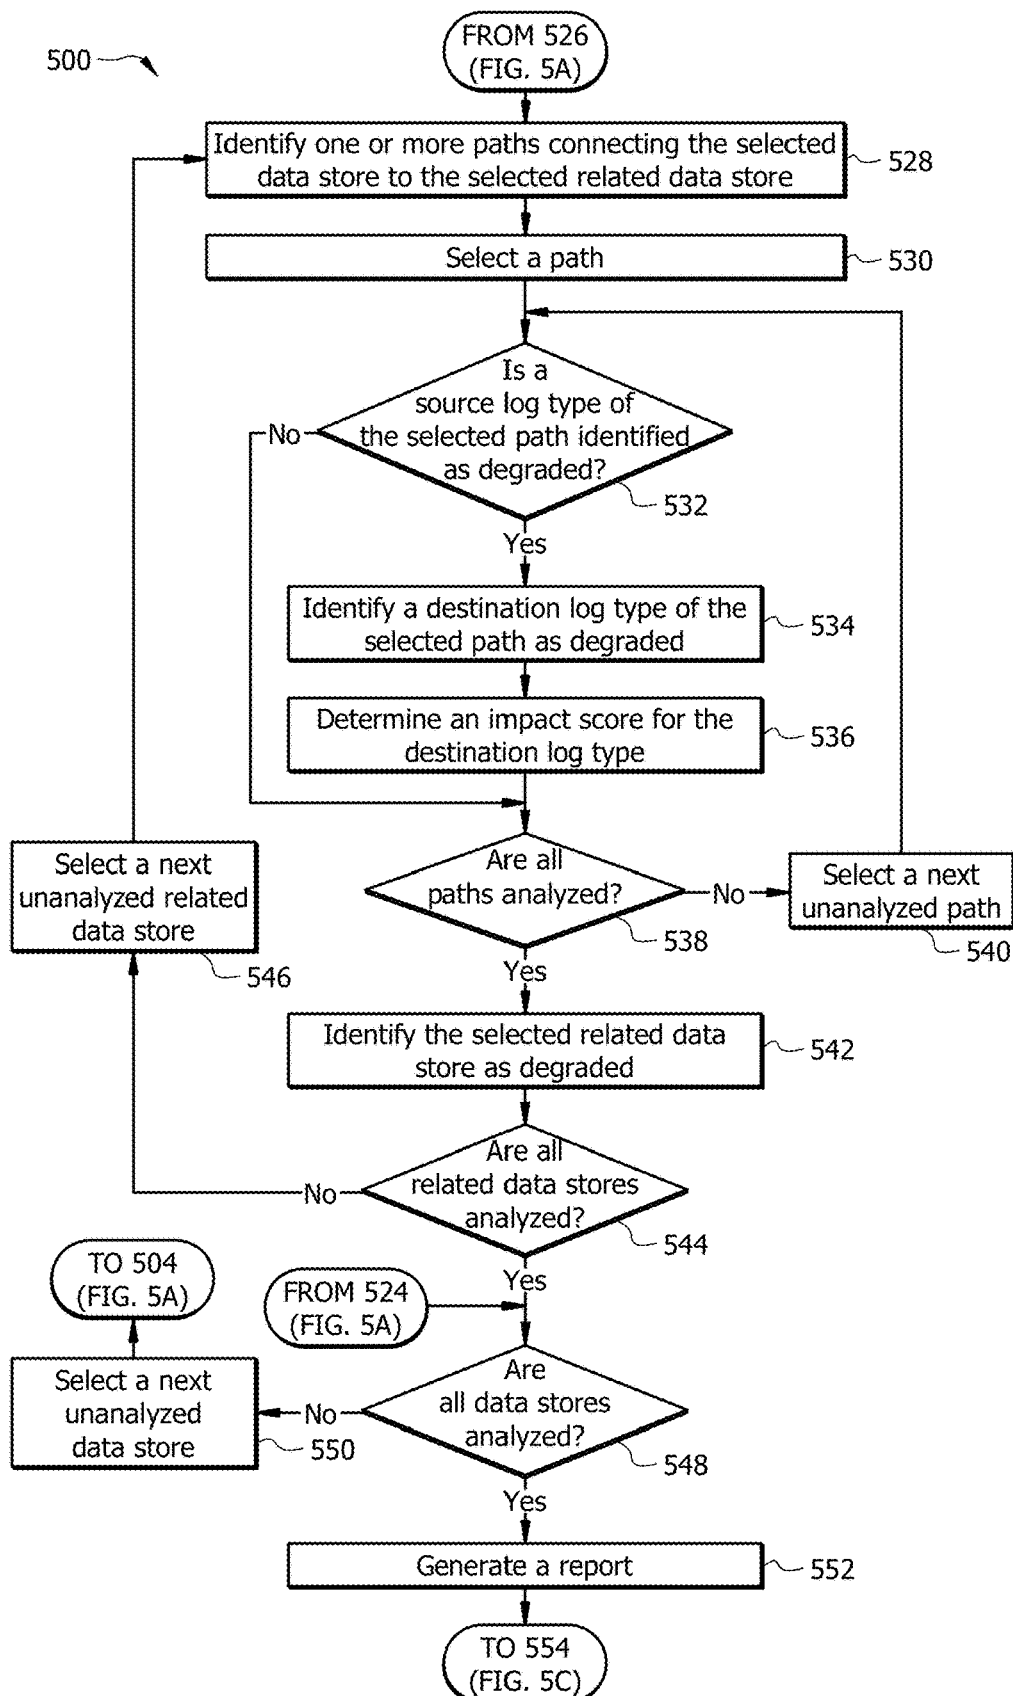 500
FROM 526
(FIG. 5A)
Identify one or more paths connecting the selected
data store to the selected related data store
528
Select a path
530
Is a
source log type of
the selected path identified
as degraded?
No
532
Yes
Identify a destination log type of the
selected path as degraded
534
Determine an impact score for the
destination log type
536
Are all
paths analyzed?
No
538
Select a next
unanalyzed path
540
Select a next
unanalyzed related
data store
546
Yes
Identify the selected related data
store as degraded
542
Are all
related data stores
analyzed?
No
544
Yes
TO 504
(FIG. 5A)
FROM 524
(FIG. 5A)
Select a next
unanalyzed
data store
550
No
Are
all data stores
analyzed?
548
Yes
Generate a report
552
TO 554
(FIG. 5C)